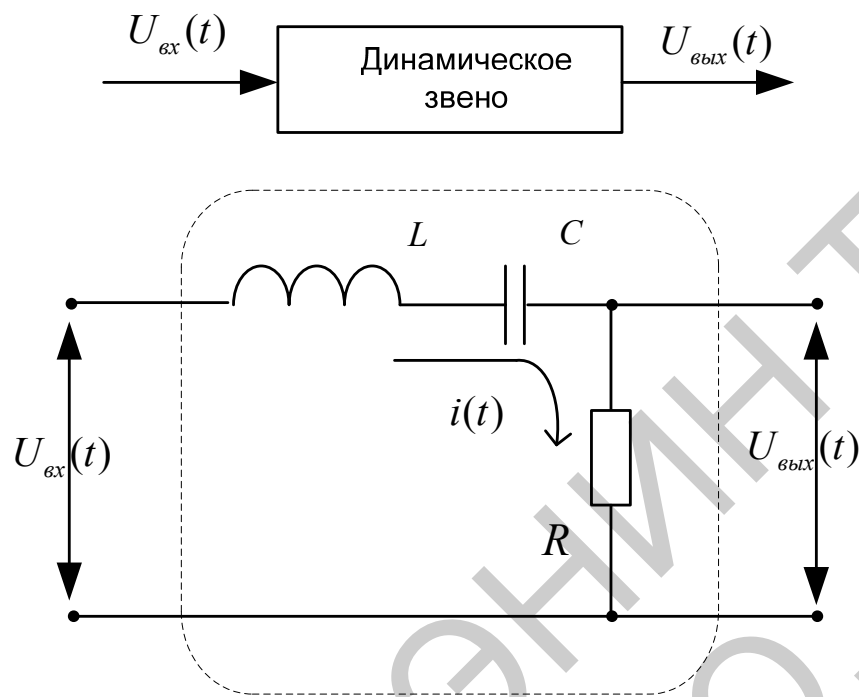 U_вх(t)
U_вых(t)
Динамическое
звено
L
C
i(t)
U_вх(t)
U_вых(t)
R